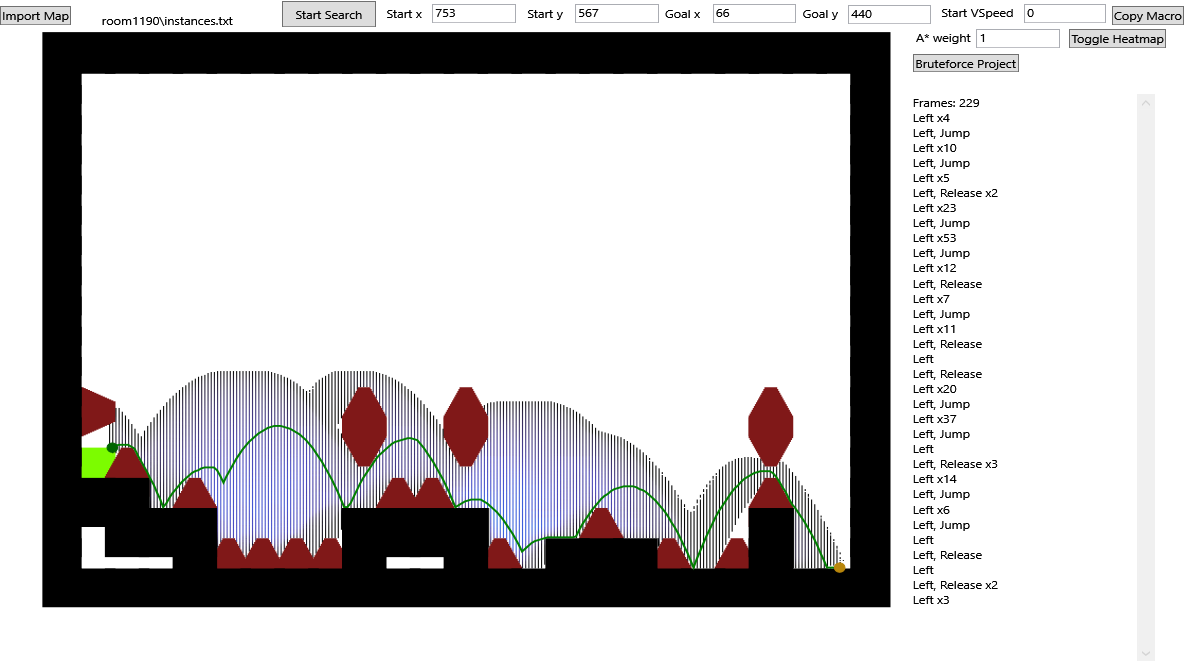 Import Map
room1190\instances.txt
Start Search
Start x 753
Start y 567
Goal x 66
Goal y 440
Start VSpeed 0
Copy Macro
A* weight 1
Toggle Heatmap
Bruteforce Project
Frames: 229
Left x4
Left, Jump
Left x10
Left, Jump
Left x5
Left, Release x2
Left x23
Left, Jump
Left x53
Left, Jump
Left x12
Left, Release
Left x7
Left, Jump
Left x11
Left, Release
Left
Left, Release
Left x20
Left, Jump
Left x37
Left, Jump
Left
Left, Release x3
Left x14
Left, Jump
Left x6
Left, Jump
Left
Left, Release
Left
Left, Release x2
Left x3